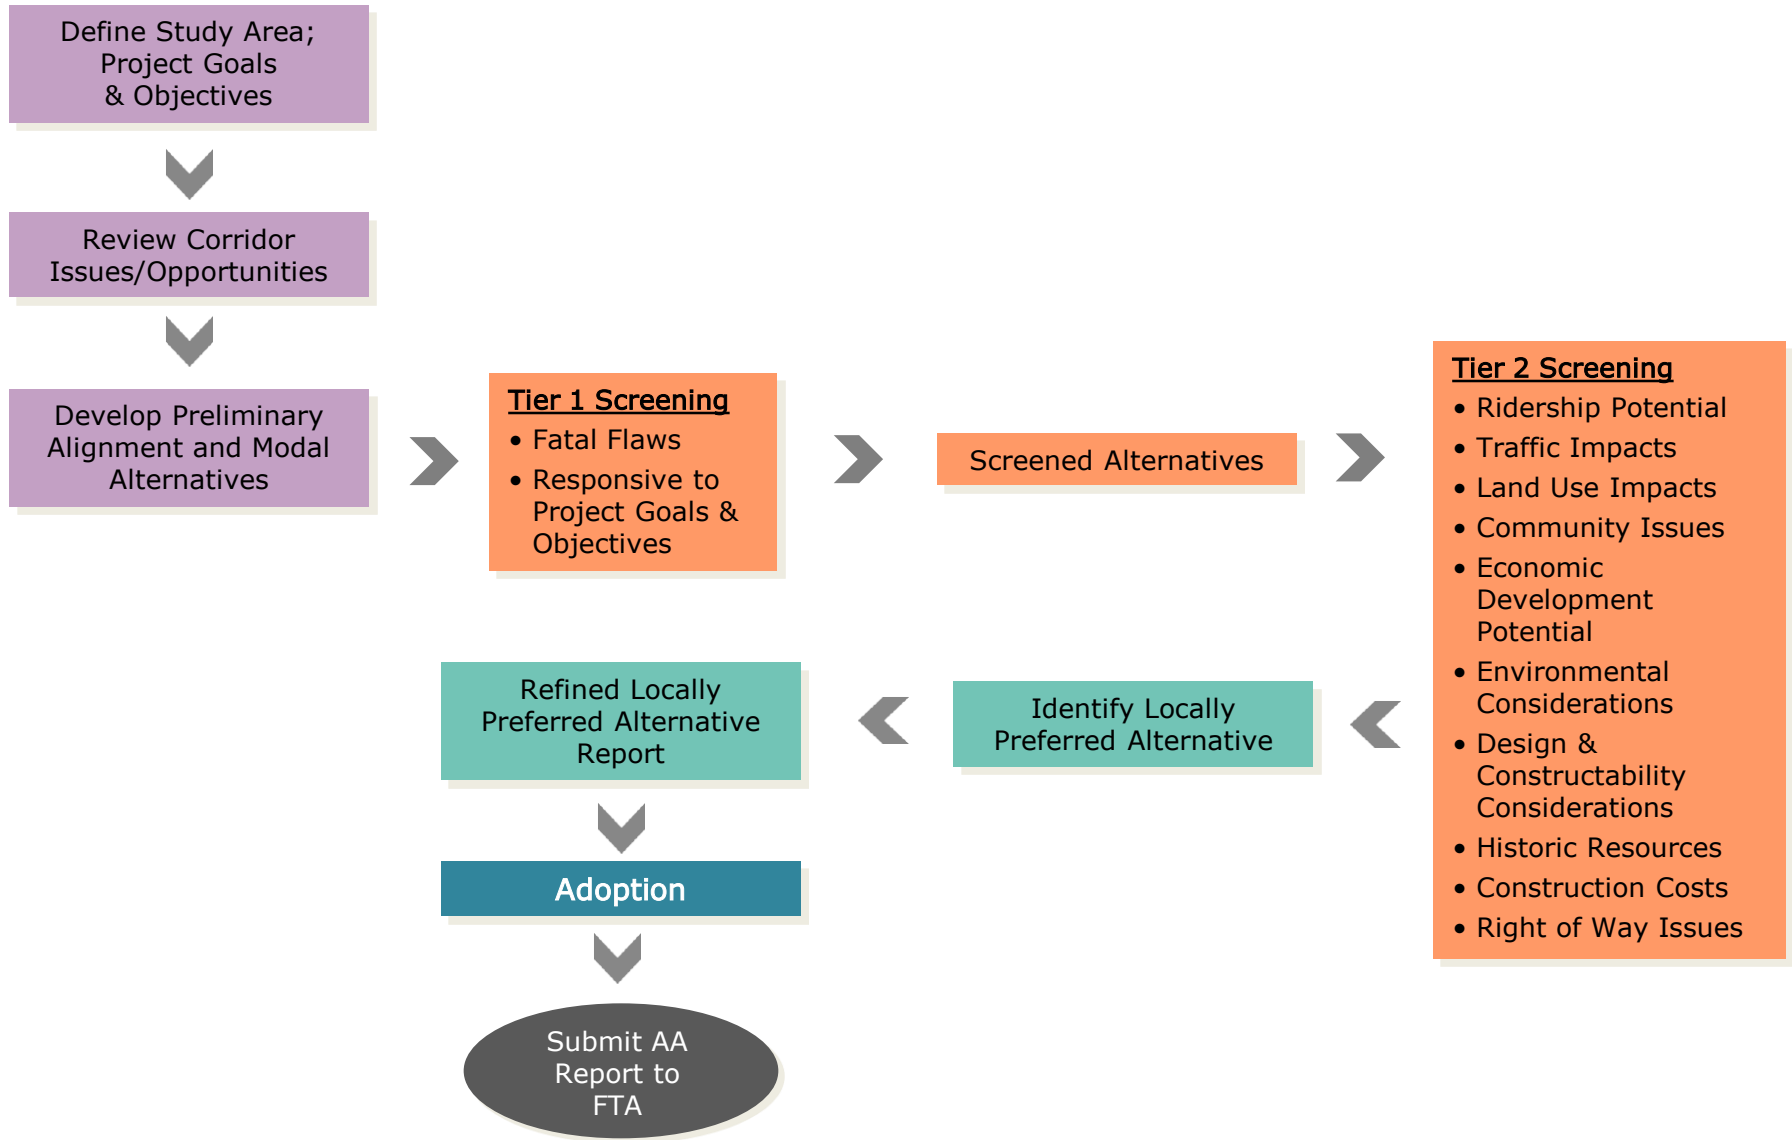 Define Study Area;
Project Goals
& Objectives
Review Corridor
Issues/Opportunities
Develop Preliminary
Alignment and Modal
Alternatives
Tier 1 Screening
• Fatal Flaws
• Responsive to
Project Goals &
Objectives
Screened Alternatives
Tier 2 Screening
• Ridership Potential
• Traffic Impacts
• Land Use Impacts
• Community Issues
• Economic
Development
Potential
• Environmental
Considerations
• Design &
Constructability
Considerations
• Historic Resources
• Construction Costs
• Right of Way Issues
Identify Locally
Preferred Alternative
Refined Locally
Preferred Alternative
Report
Adoption
Submit AA
Report to
FTA